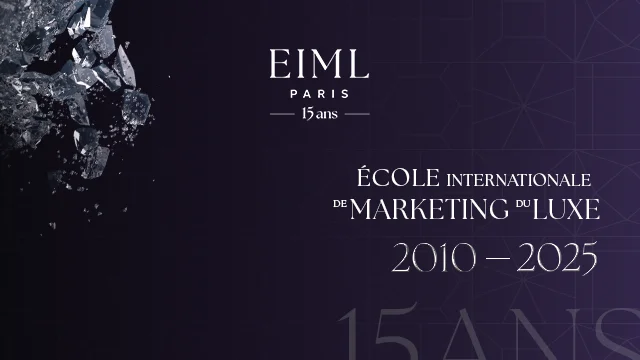 EIML
PARIS
15 ans
ÉCOLE INTERNATIONALE
DE MARKETING DU LUXE
2010 – 2025
15 ANS